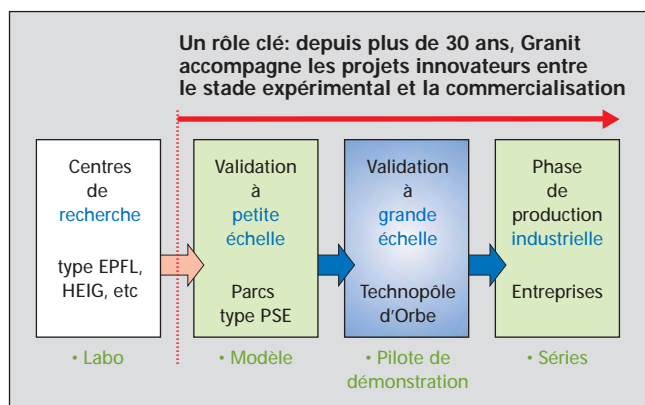 Un rôle clé: depuis plus de 30 ans, Granit
accompagne les projets innovateurs entre
le stade expérimental et la commercialisation
Centres
de
recherche
type EPFL,
HEIG, etc
• Labo
Validation
à
petite
échelle
Parcs
type PSE
• Modèle
Validation
à
grande
échelle
Technopôle
d'Orbe
• Pilote de
démonstration
Phase
de
production
industrielle
Entreprises
• Séries